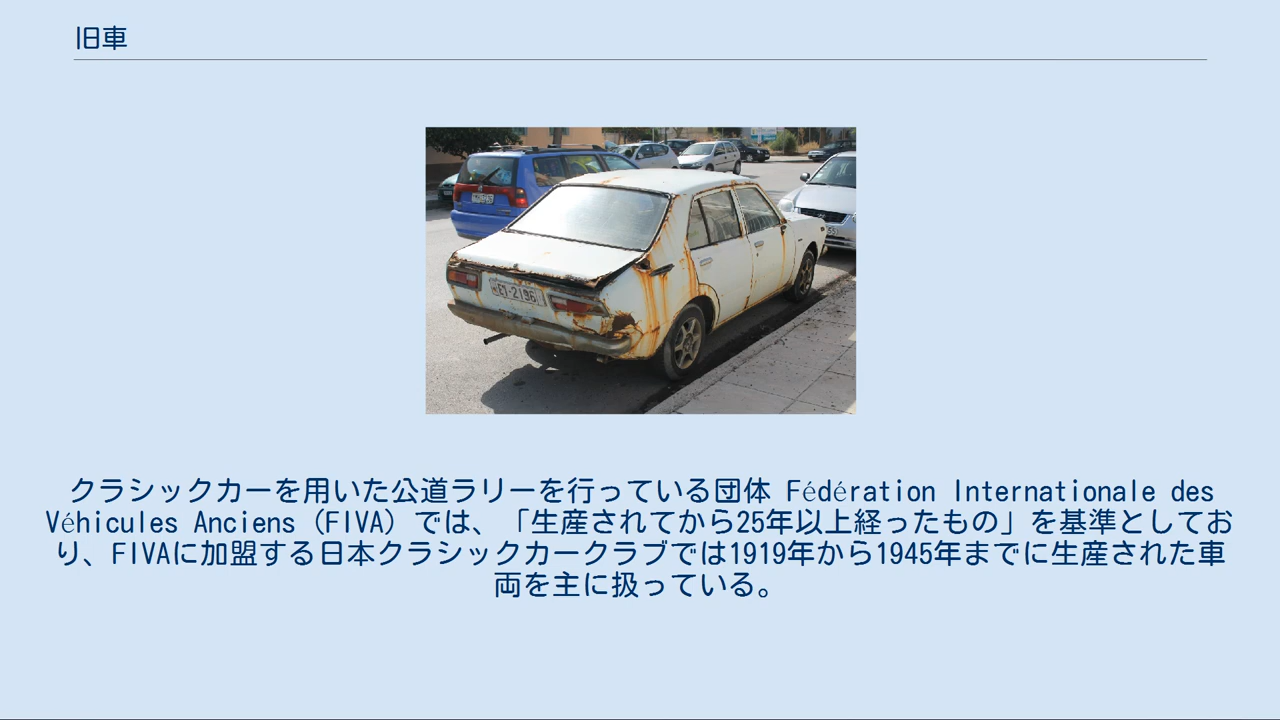 旧車
EJ-2196
クラシックカーを用いた公道ラリーを行っている団体 Fédération Internationale des
Véhicules Anciens（FIVA）では、「生産されてから25年以上経ったもの」を基準としてお
り、FIVAに加盟する日本クラシックカークラブでは1919年から1945年までに生産された車
両を主に扱っている。